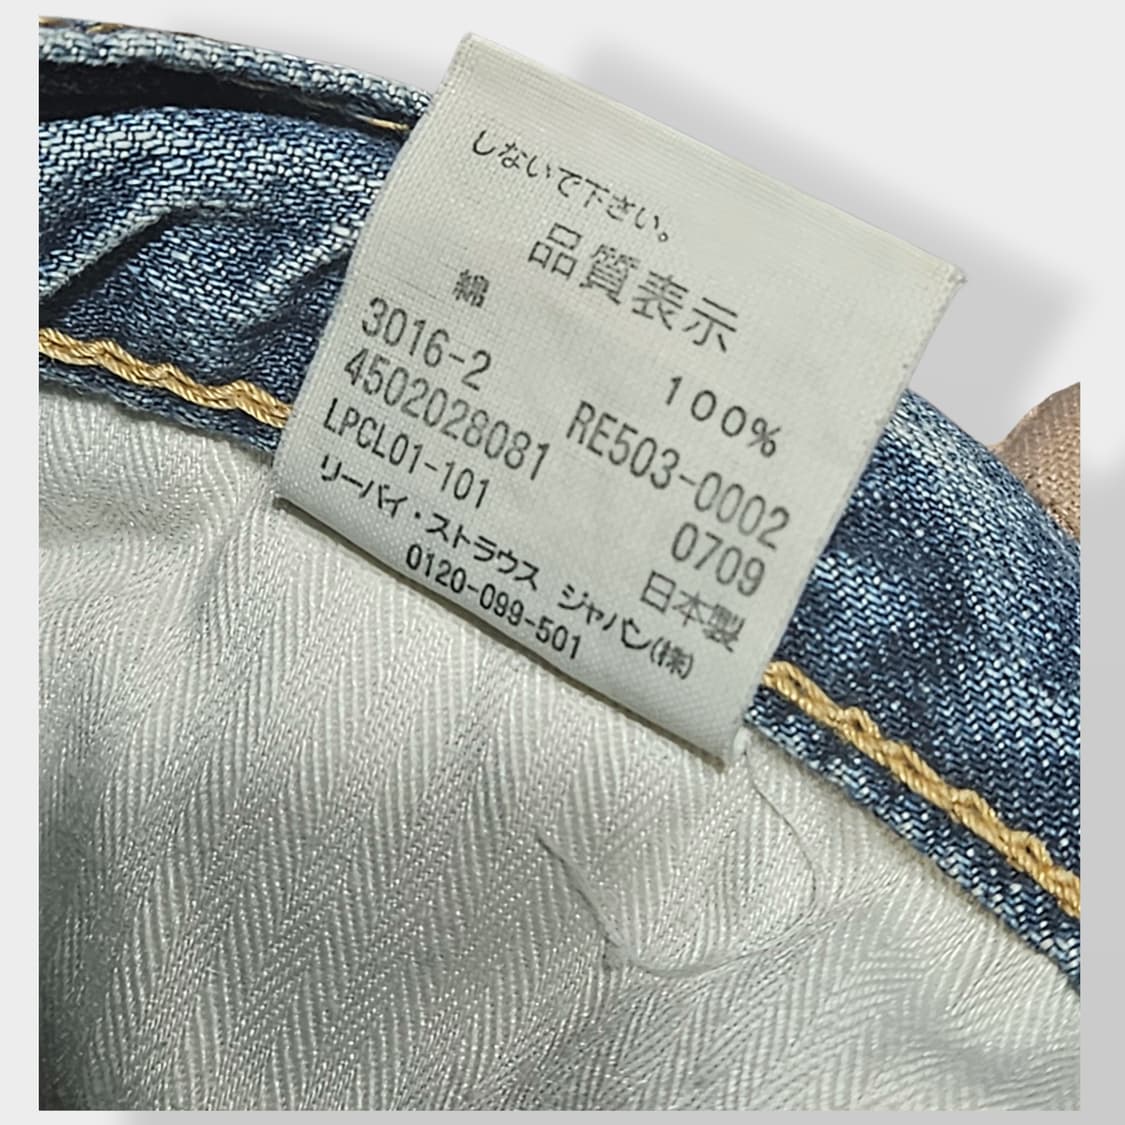 しないで下さい。
品質表示
綿 100%
3016-2 RE503-0002
4502028081 0709
LPCL01-101 日本製
リーバイ・ストラウス ジャパン(株)
0120-099-501